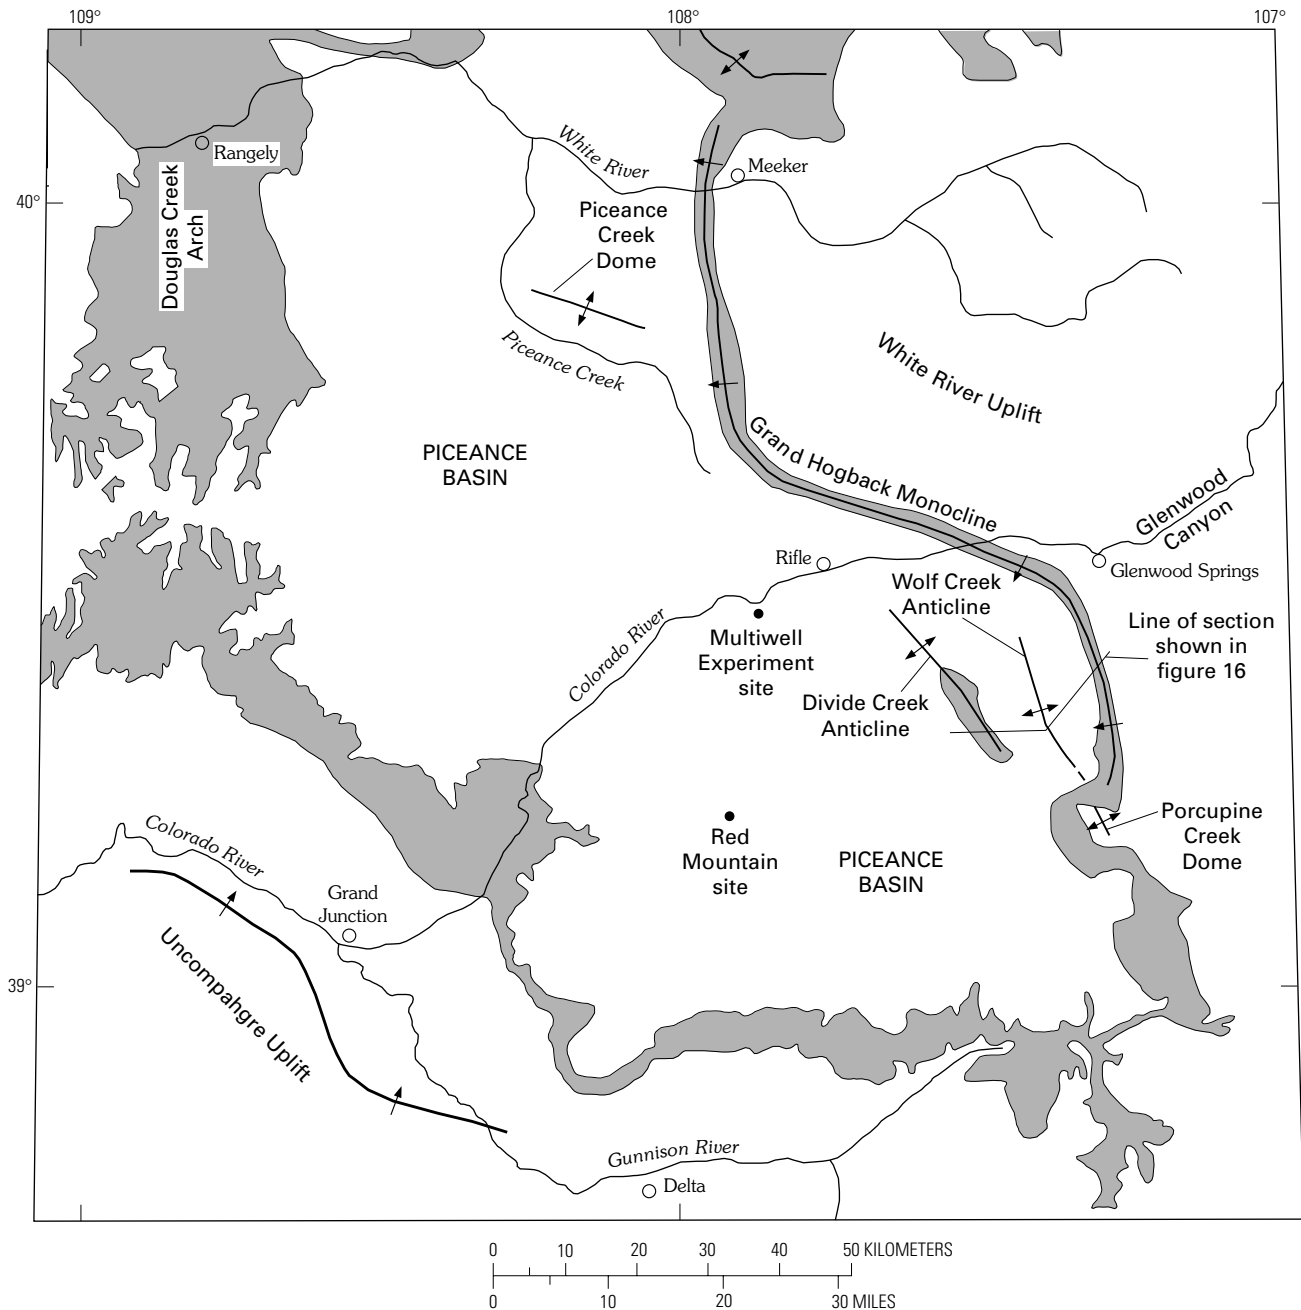 109°
108°
107°
Rangely
White River
Meeker
40°
Douglas Creek
Arch
Piceance
Creek
Dome
Piceance Creek
White River Uplift
PICEANCE
BASIN
Grand Hogback Monocline
Glenwood
Canyon
Rifle
Glenwood Springs
Wolf Creek
Anticline
Colorado River
Multiwell
Experiment
site
Line of section
shown in
figure 16
Divide Creek
Anticline
Red
Mountain
site
PICEANCE
BASIN
Porcupine
Creek
Dome
Colorado River
Grand
Junction
39°
Uncompahgre Uplift
Gunnison River
Delta
0 10 20 30 40 50 KILOMETERS
0 10 20 30 MILES